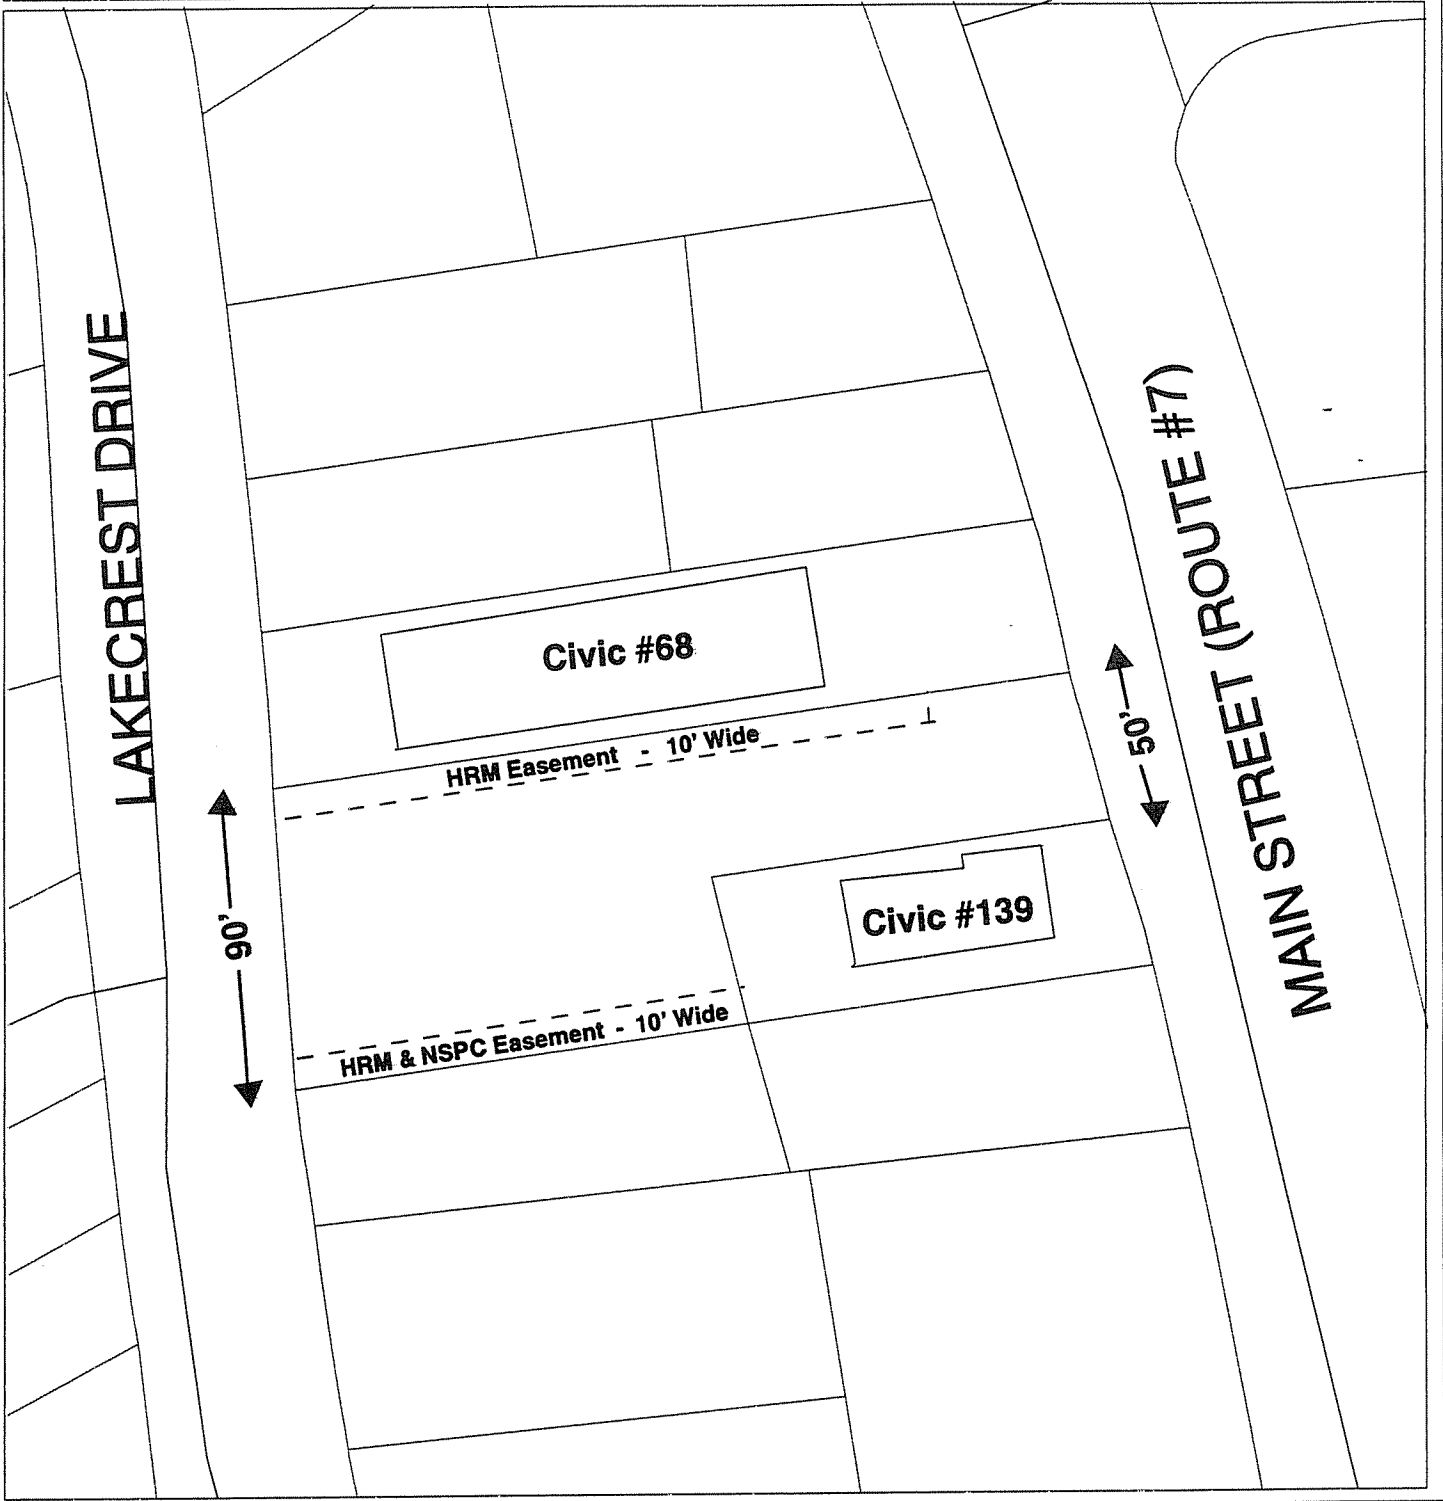 LAKECREST DRIVE
MAIN STREET (ROUTE #7)
Civic #68
50'
HRM Easement - 10' Wide
90'
Civic #139
HRM & NSPC Easement - 10' Wide